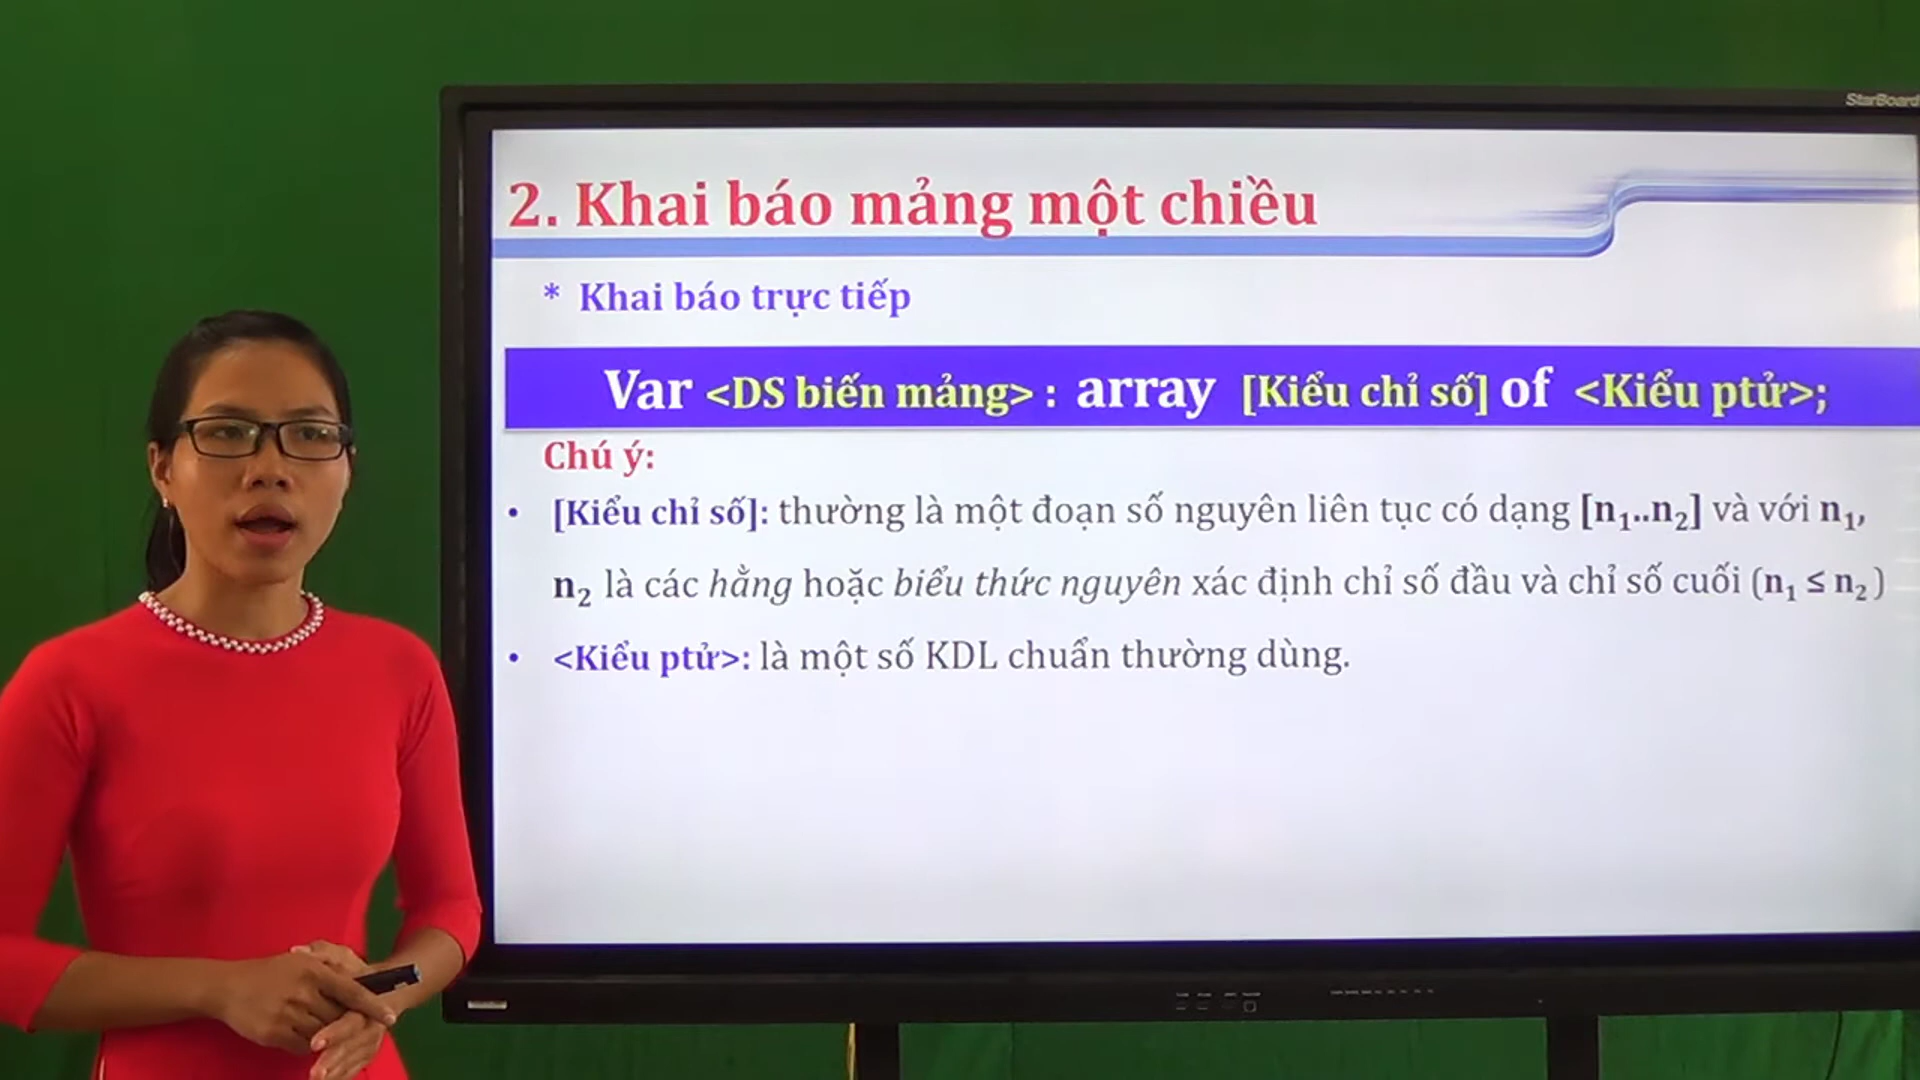 StarBoard
2. Khai báo mảng một chiều
* Khai báo trực tiếp
Var <DS biến mảng> : array [Kiểu chỉ số] of <Kiểu ptử>;
Chú ý:
• [Kiểu chỉ số]: thường là một đoạn số nguyên liên tục có dạng [n₁..n₂] và với n₁,
n₂ là các hằng hoặc biểu thức nguyên xác định chỉ số đầu và chỉ số cuối (n₁ ≤ n₂)
• <Kiểu ptử>: là một số KDL chuẩn thường dùng.